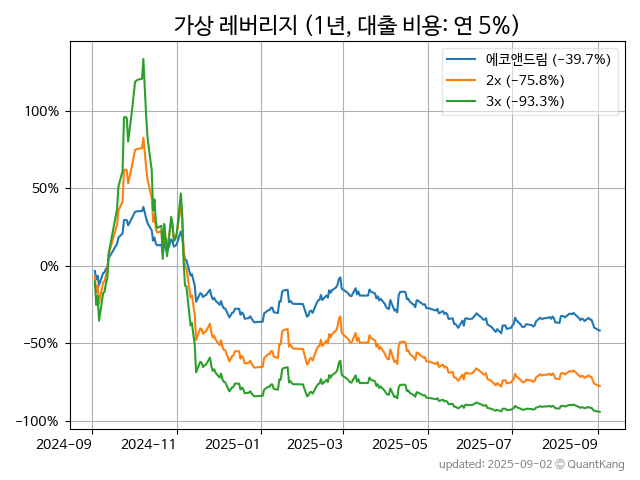 가상 레버리지 (1년, 대출 비용: 연 5%)
에코앤드림 (-39.7%)
2x (-75.8%)
3x (-93.3%)
100%
50%
0%
−50%
−100%
2024-09
2024-11
2025-01
2025-03
2025-05
2025-07
2025-09
updated: 2025-09-02 © QuantKang